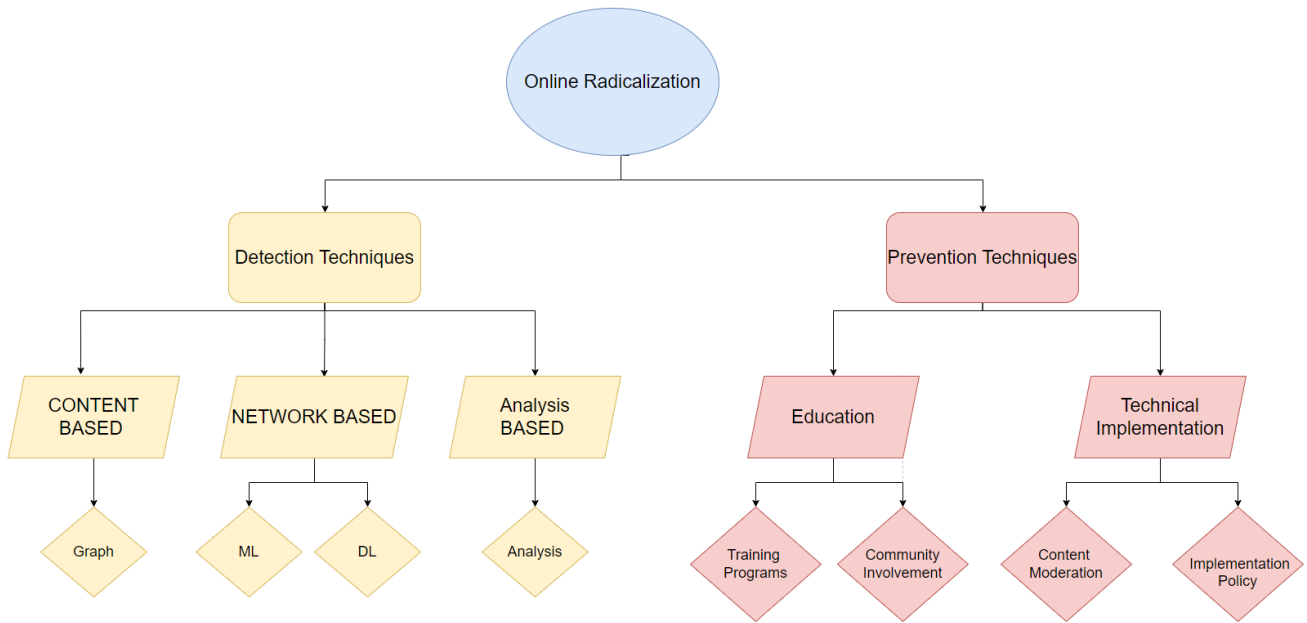 Online Radicalization
Detection Techniques
Prevention Techniques
CONTENT
BASED
NETWORK BASED
Analysis
BASED
Education
Technical
Implementation
Graph
ML
DL
Analysis
Training
Programs
Community
Involvement
Content
Moderation
Implementation
Policy